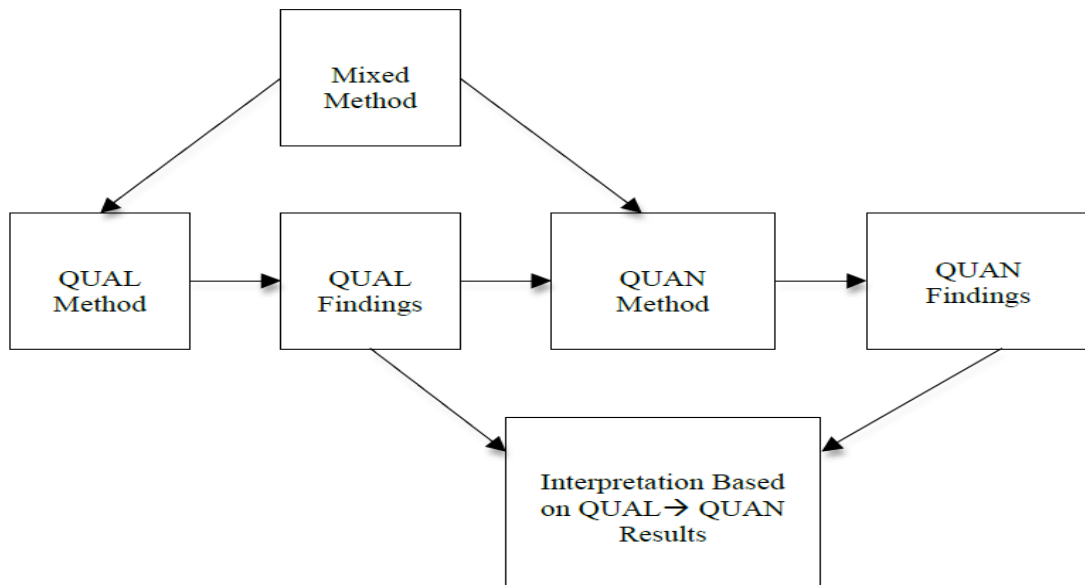 Mixed
Method
QUAL
Method
QUAL
Findings
QUAN
Method
QUAN
Findings
Interpretation Based
on QUAL→ QUAN
Results